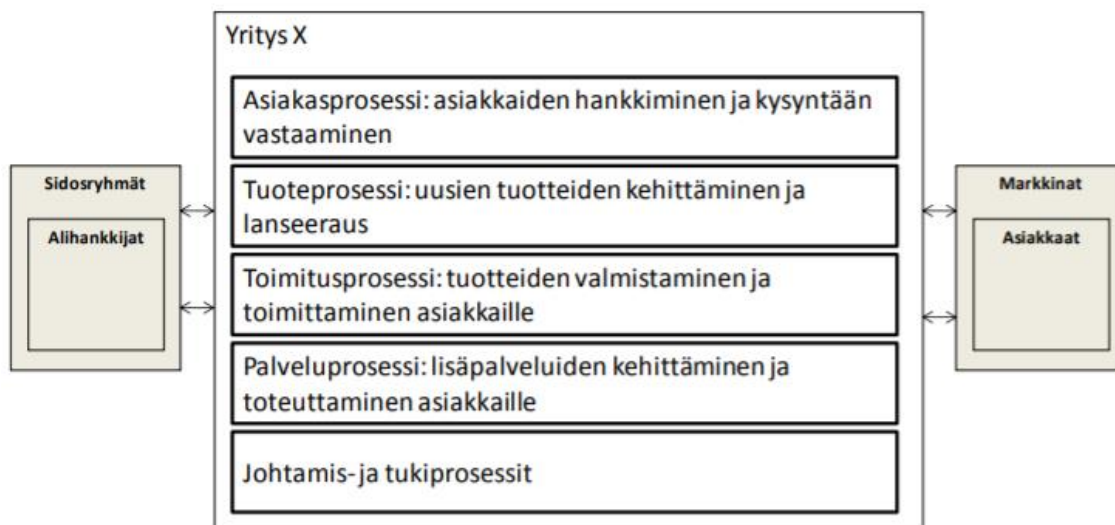 Yritys X
Asiakasprosessi: asiakkaiden hankkiminen ja kysyntään
vastaaminen
Tuoteprosessi: uusien tuotteiden kehittäminen ja
lanseeraus
Toimitusprosessi: tuotteiden valmistaminen ja
toimittaminen asiakkaille
Palveluprosessi: lisäpalveluiden kehittäminen ja
toteuttaminen asiakkaille
Johtamis- ja tukiprosessit
Sidosryhmät
Alihankkijat
Markkinat
Asiakkaat